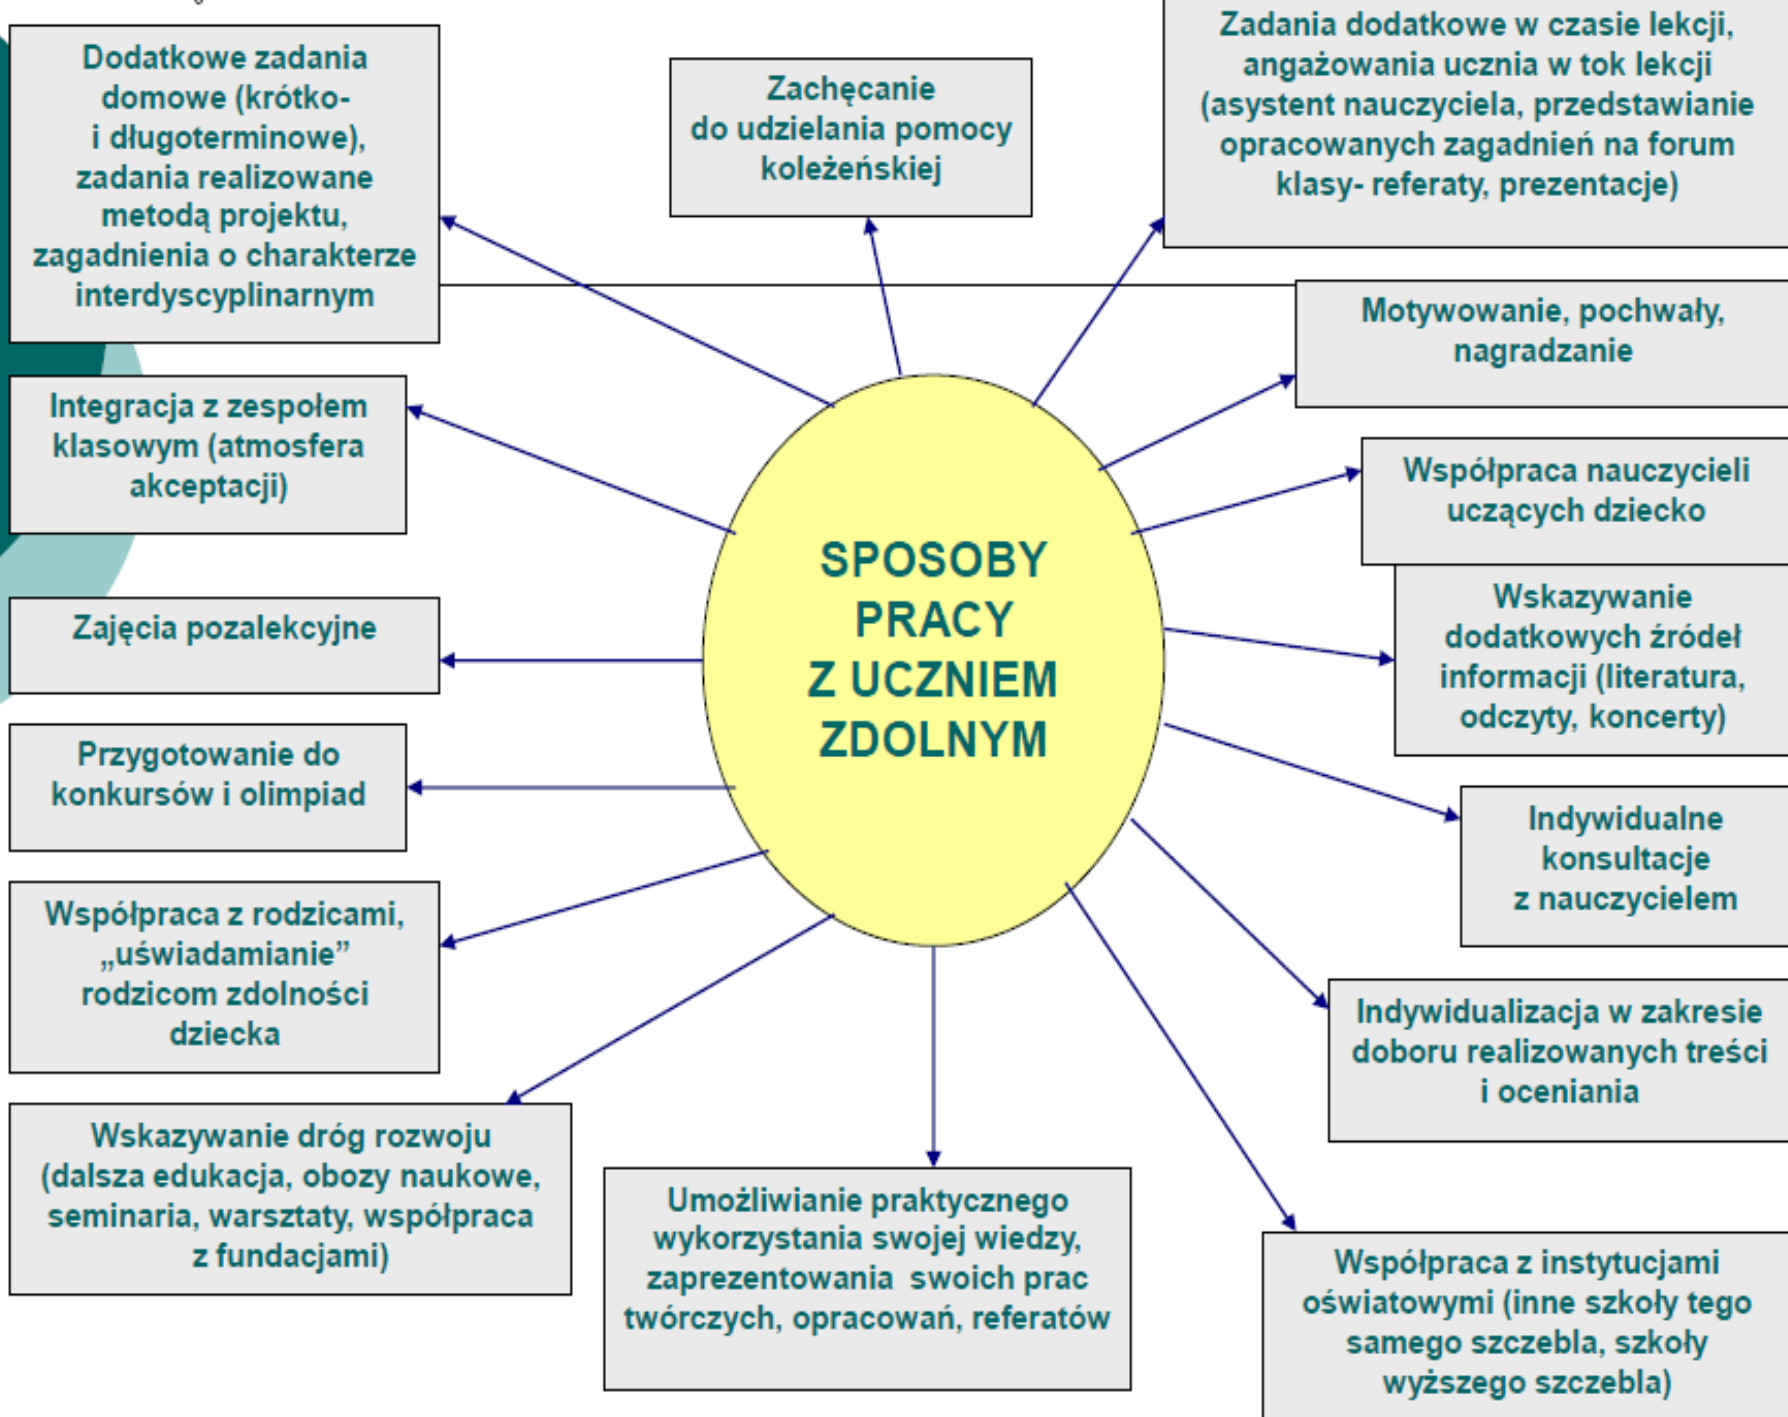 Dodatkowe zadania
domowe (krótko-
i długoterminowe),
zadania realizowane
metodą projektu,
zagadnienia o charakterze
interdyscyplinarnym
Zachęcanie
do udzielania pomocy
koleżeńskiej
Zadania dodatkowe w czasie lekcji,
angażowania ucznia w tok lekcji
(asystent nauczyciela, przedstawianie
opracowanych zagadnień na forum
klasy- referaty, prezentacje)
Motywowanie, pochwały,
nagradzanie
Integracja z zespołem
klasowym (atmosfera
akceptacji)
Współpraca nauczycieli
uczących dziecko
SPOSOBY
PRACY
Z UCZNIEM
ZDOLNYM
Zajęcia pozalekcyjne
Wskazywanie
dodatkowych źródeł
informacji (literatura,
odczyty, koncerty)
Przygotowanie do
konkursów i olimpiad
Indywidualne
konsultacje
z nauczycielem
Współpraca z rodzicami,
„uświadamianie”
rodzicom zdolności
dziecka
Indywidualizacja w zakresie
doboru realizowanych treści
i oceniania
Wskazywanie dróg rozwoju
(dalsza edukacja, obozy naukowe,
seminaria, warsztaty, współpraca
z fundacjami)
Umożliwianie praktycznego
wykorzystania swojej wiedzy,
zaprezentowania swoich prac
twórczych, opracowań, referatów
Współpraca z instytucjami
oświatowymi (inne szkoły tego
samego szczebla, szkoły
wyższego szczebla)